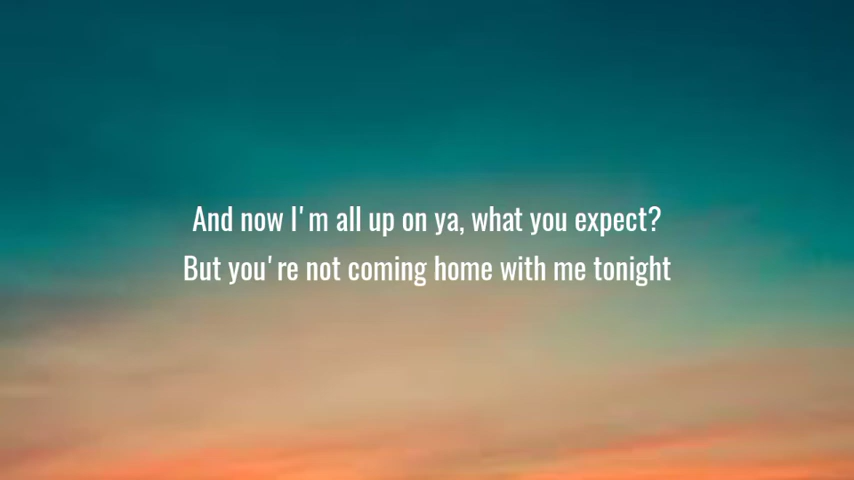 And now I'm all up on ya, what you expect?
But you're not coming home with me tonight